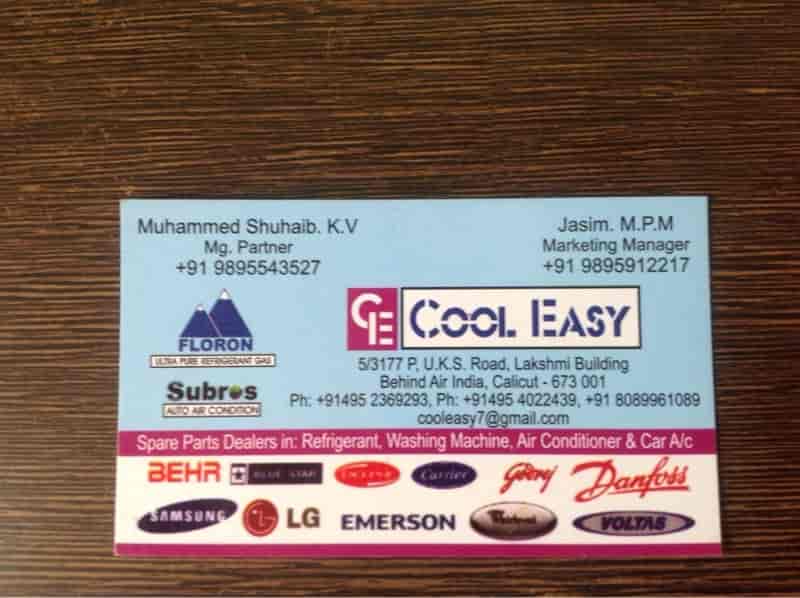 Muhammed Shuhaib. K.V
Mg. Partner
+91 9895543527
Jasim. M.P.M
Marketing Manager
+91 9895912217
FLORON
ULTRA PURE REFRIGERANT GAS
Subros
AUTO AIR CONDITION
CE COOL EASY
5/3177 P, U.K.S. Road, Lakshmi Building
Behind Air India, Calicut - 673 001
Ph: +91495 2369293, Ph: +91495 4022439, +91 8089961089
cooleasy7@gmail.com
Spare Parts Dealers in: Refrigerant, Washing Machine, Air Conditioner & Car A/c
BEHR BLUE STAR Carrier Godrej Danfoss
SAMSUNG LG EMERSON Whirlpool VOLTAS